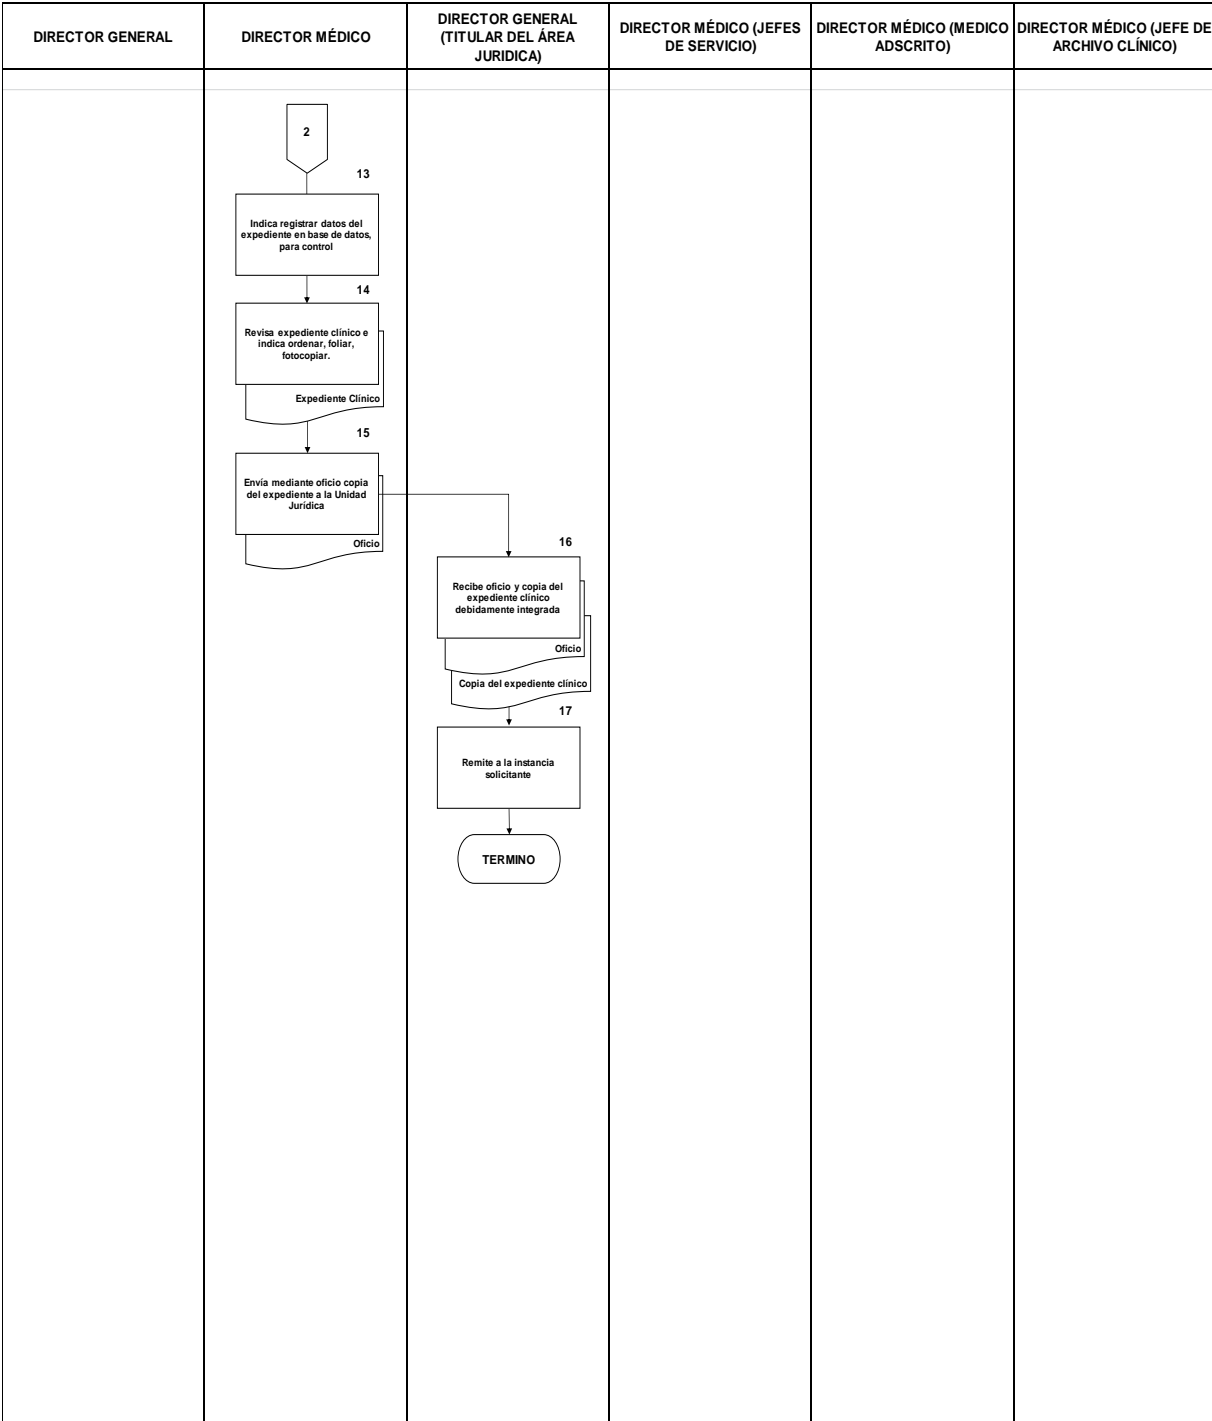 DIRECTOR GENERAL
DIRECTOR MÉDICO
DIRECTOR GENERAL
(TITULAR DEL ÁREA
JURIDICA)
DIRECTOR MÉDICO (JEFES
DE SERVICIO)
DIRECTOR MÉDICO (MEDICO
ADSCRITO)
DIRECTOR MÉDICO (JEFE DE
ARCHIVO CLÍNICO)
2
13
Indica registrar datos del
expediente en base de datos,
para control
14
Revisa expediente clínico e
indica ordenar, foliar,
fotocopiar.
Expediente Clínico
15
Envía mediante oficio copia
del expediente a la Unidad
Jurídica
Oficio
16
Recibe oficio y copia del
expediente clínico
debidamente integrada
Oficio
Copia del expediente clínico
17
Remite a la instancia
solicitante
TERMINO